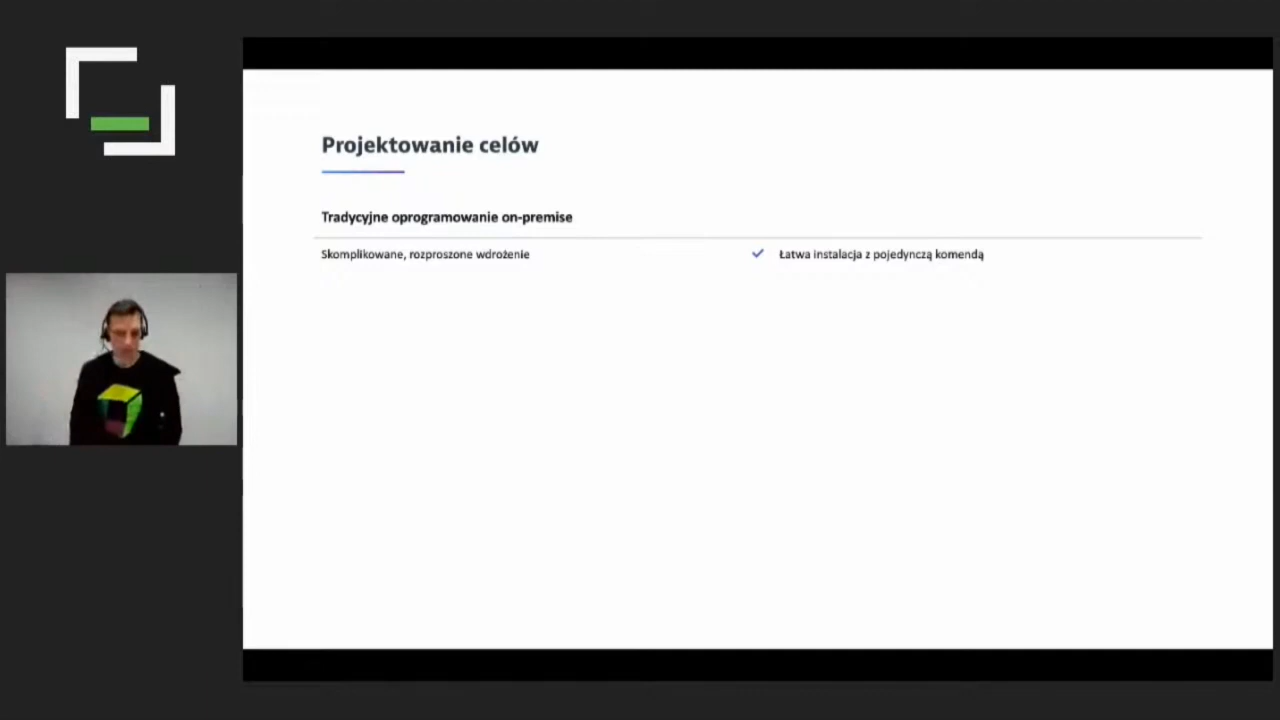 Projektowanie celów
Tradycyjne oprogramowanie on-premise
Skomplikowane, rozproszone wdrożenie
Łatwa instalacja z pojedynczą komendą